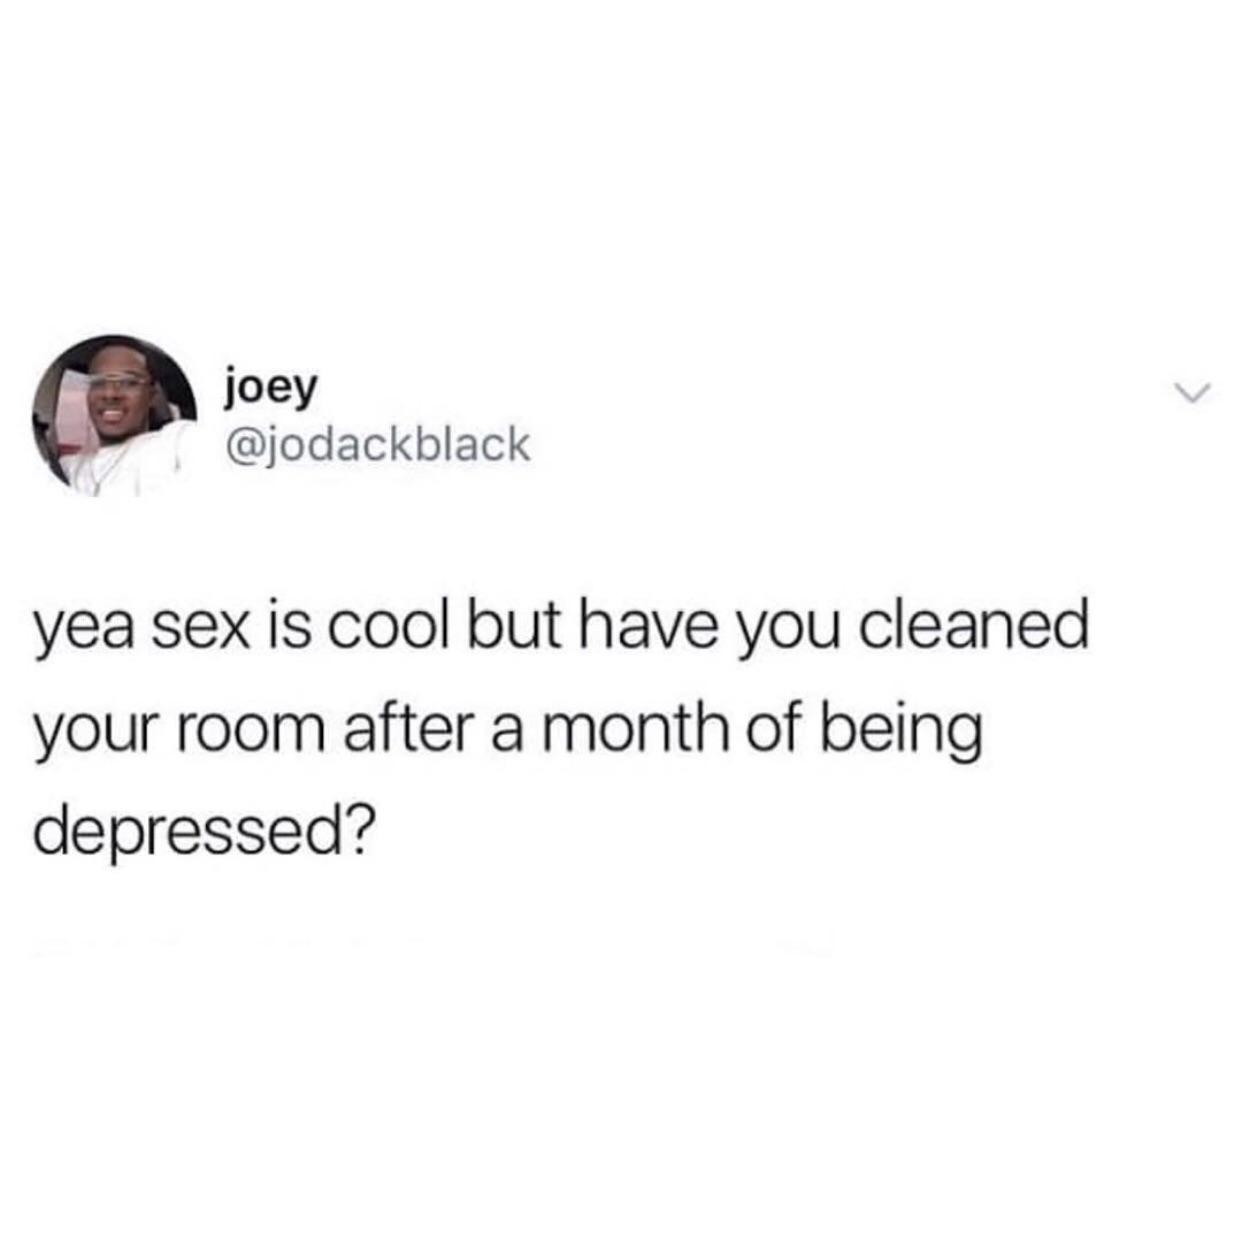 joey
@jodackblack
yea sex is cool but have you cleaned
your room after a month of being
depressed?